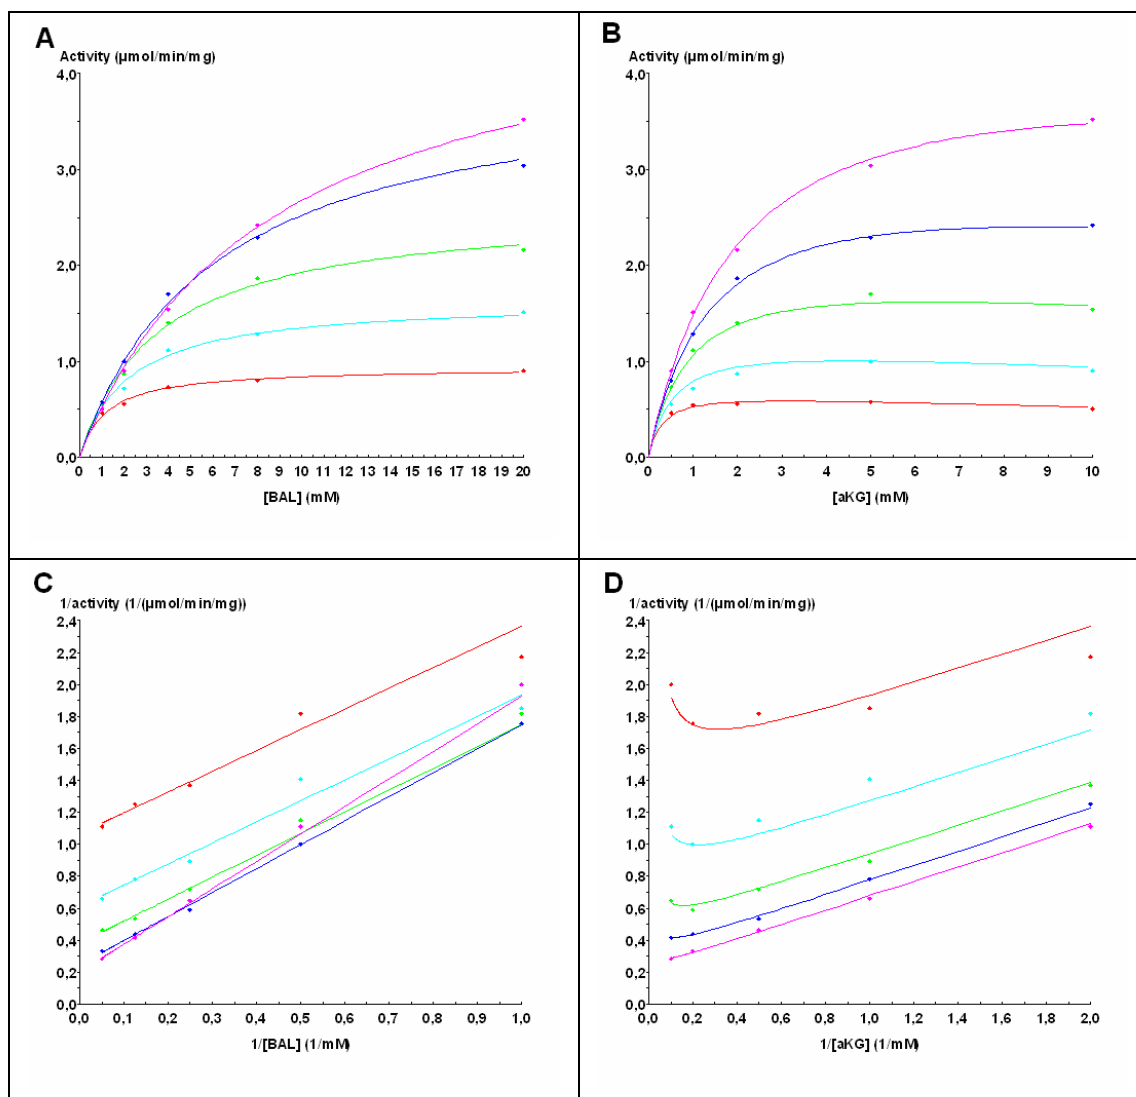 A
Activity (µmol/min/mg)
4,0
3,0
2,0
1,0
0,0
0 1 2 3 4 5 6 7 8 9 10 11 12 13 14 15 16 17 18 19 20
[BAL] (mM)
B
Activity (µmol/min/mg)
4,0
3,0
2,0
1,0
0,0
0 1 2 3 4 5 6 7 8 9 10
[aKG] (mM)
C
1/activity (1/(µmol/min/mg))
2,4
2,2
2,0
1,8
1,6
1,4
1,2
1,0
0,8
0,6
0,4
0,2
0,0
0,0 0,1 0,2 0,3 0,4 0,5 0,6 0,7 0,8 0,9 1,0
1/[BAL] (1/mM)
D
1/activity (1/(µmol/min/mg))
2,4
2,2
2,0
1,8
1,6
1,4
1,2
1,0
0,8
0,6
0,4
0,2
0,0
0,0 0,2 0,4 0,6 0,8 1,0 1,2 1,4 1,6 1,8 2,0
1/[aKG] (1/mM)